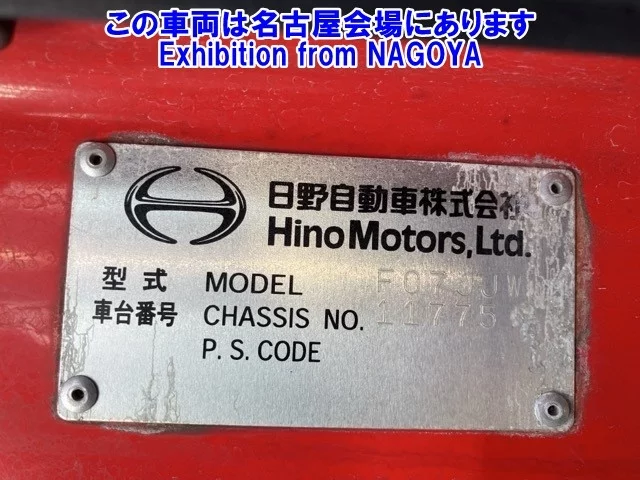 この車両は名古屋会場にあります
Exhibition from NAGOYA
日野自動車株式会社
Hino Motors, Ltd.
型式 MODEL FC7JJW
車台番号 CHASSIS NO. 11775
P. S. CODE